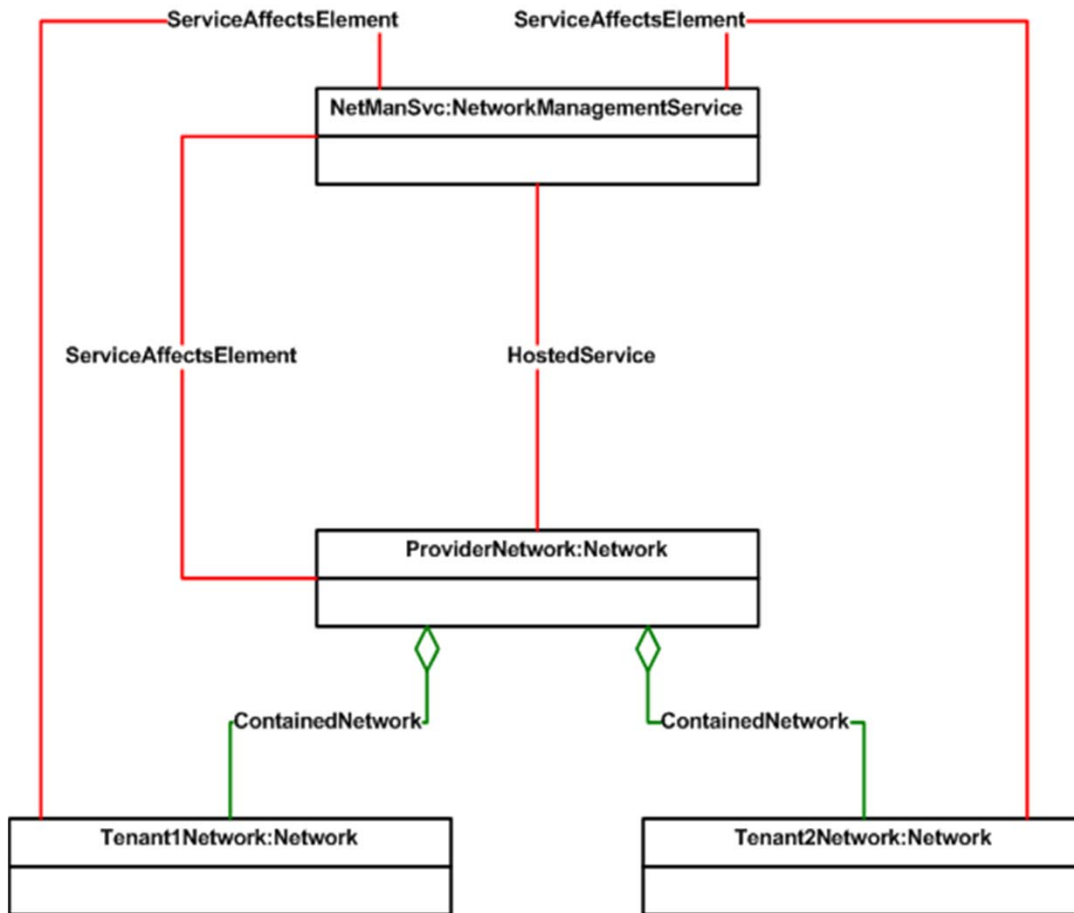 ServiceAffectsElement
ServiceAffectsElement
NetManSvc:NetworkManagementService
ServiceAffectsElement
HostedService
ProviderNetwork:Network
ContainedNetwork
ContainedNetwork
Tenant1Network:Network
Tenant2Network:Network